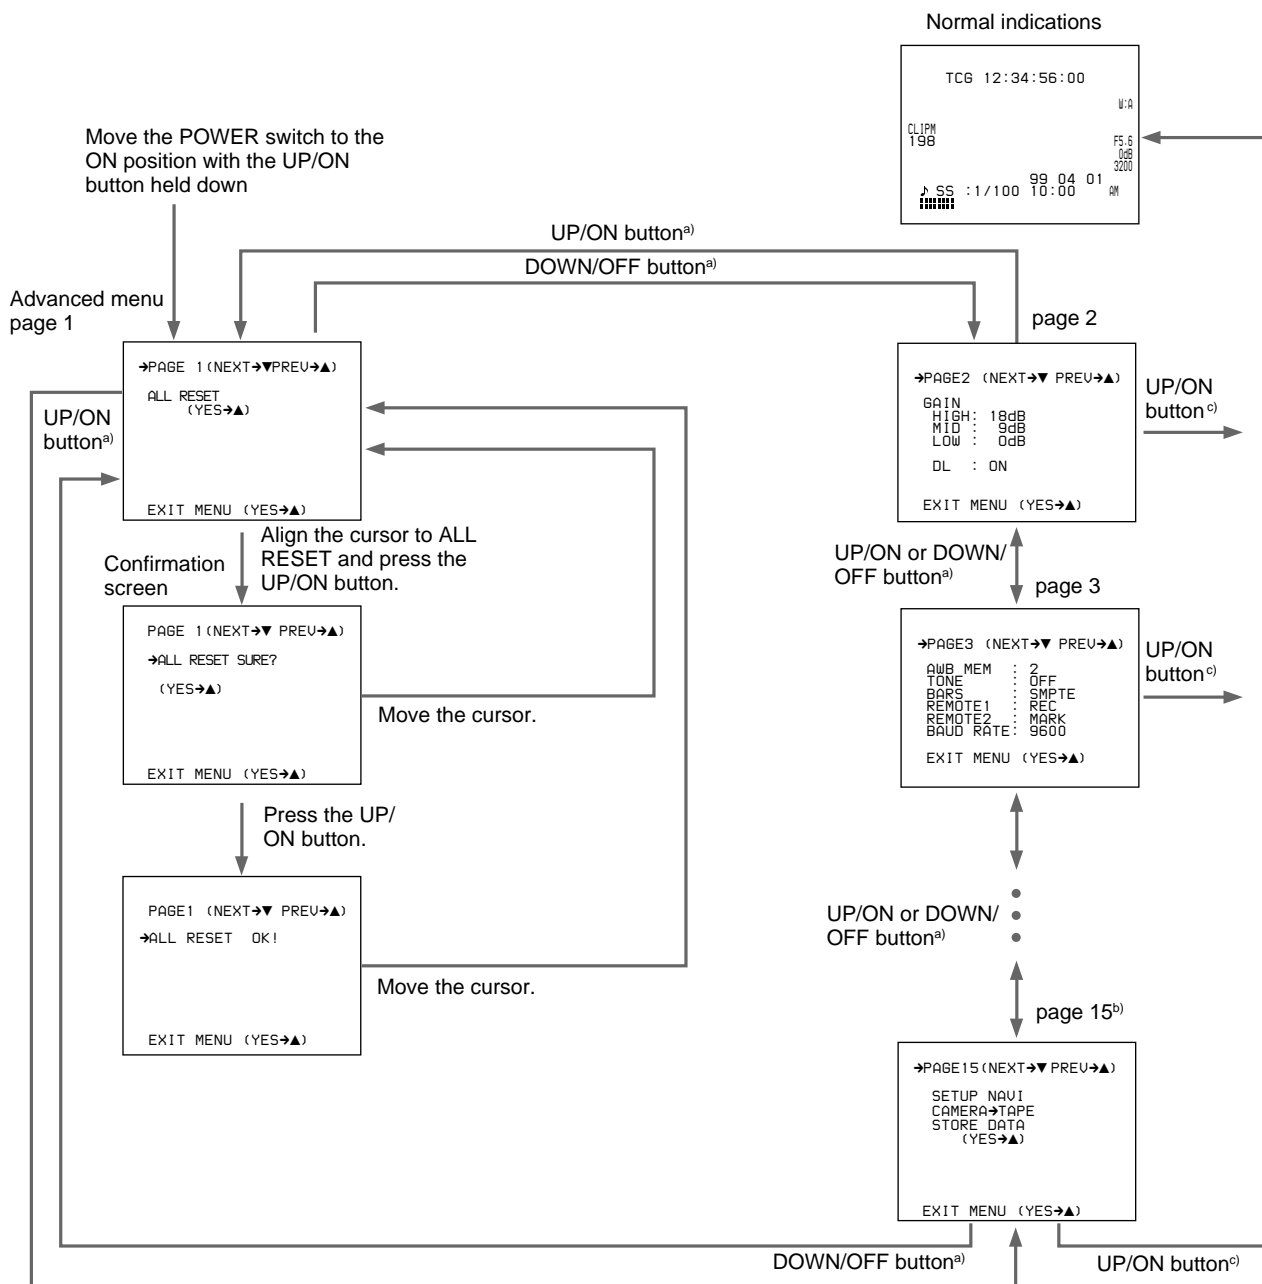 Normal indications
TCG 12:34:56:00
W:A
CLIPM
198
F5.6
0dB
3200
99 04 01
♪ SS :1/100 10:00 AM
Move the POWER switch to the
ON position with the UP/ON
button held down
UP/ON buttona)
DOWN/OFF buttona)
Advanced menu
page 1
➔PAGE 1(NEXT➔▼PREV➔▲)
ALL RESET
(YES➔▲)
EXIT MENU (YES➔▲)
UP/ON
buttona)
page 2
➔PAGE2 (NEXT➔▼ PREV➔▲)
GAIN
HIGH: 18dB
MID : 9dB
LOW : 0dB
DL : ON
EXIT MENU (YES➔▲)
UP/ON
buttonc)
Align the cursor to ALL
RESET and press the
UP/ON button.
Confirmation
screen
PAGE 1(NEXT➔▼ PREV➔▲)
➔ALL RESET SURE?
(YES➔▲)
EXIT MENU (YES➔▲)
Move the cursor.
UP/ON or DOWN/
OFF buttona)
page 3
➔PAGE3 (NEXT➔▼ PREV➔▲)
AWB MEM : 2
TONE : OFF
BARS : SMPTE
REMOTE1 : REC
REMOTE2 : MARK
BAUD RATE: 9600
EXIT MENU (YES➔▲)
UP/ON
buttonc)
Press the UP/
ON button.
PAGE1 (NEXT➔▼ PREV➔▲)
➔ALL RESET OK!
EXIT MENU (YES➔▲)
Move the cursor.
UP/ON or DOWN/
OFF buttona)
page 15b)
➔PAGE15(NEXT➔▼ PREV➔▲)
SETUP NAVI
CAMERA➔TAPE
STORE DATA
(YES➔▲)
EXIT MENU (YES➔▲)
DOWN/OFF buttona)
UP/ON buttonc)